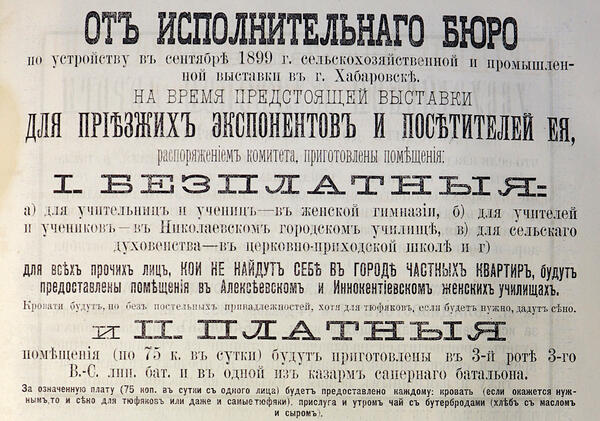 ОТЪ ИСПОЛНИТЕЛЬНАГО БЮРО
по устройству въ сентябрѣ 1899 г. сельскохозяйственной и промышлен-
ной выставки въ г. Хабаровскѣ.
НА ВРЕМЯ ПРЕДСТОЯЩЕЙ ВЫСТАВКИ
ДЛЯ ПРІѢЗЖИХЪ ЭКСПОНЕНТОВЪ И ПОСѢТИТЕЛЕЙ ЕЯ,
распоряженіемъ комитета, приготовлены помѣщенія:
I. БЕЗПЛАТНЫЯ:
а) для учительницъ и ученицъ—въ женской гимназіи, б) для учителей
и учениковъ—въ Николаевскомъ городскомъ училищѣ, в) для сельскаго
духовенства—въ церковно-приходской школѣ и г)
для всѣхъ прочихъ лицъ, КОИ НЕ НАЙДУТЪ СЕБѢ ВЪ ГОРОДѢ ЧАСТНЫХЪ КВАРТИРЪ, будутъ
предоставлены помѣщенія въ Алексѣевскомъ и Иннокентіевскомъ женскихъ училищахъ.
Кровати будутъ, но безъ постельныхъ принадлежностей, хотя для тюфяковъ, если будетъ нужно, дадутъ сѣно.
и II. ПЛАТНЫЯ
помѣщенія (по 75 к. въ сутки) будутъ приготовлены въ 3-й ротѣ 3-го
В.-С. лин. бат. и въ одной изъ казармъ сапернаго батальона.
За означенную плату (75 коп. въ сутки съ одного лица) будетъ предоставлено каждому: кровать (если окажется нуж-
нымъ,то и сѣно для тюфяковъ или даже и самые тюфяки), прислуга и утромъ чай съ бутербродами (хлѣбъ съ масломъ
и сыромъ).